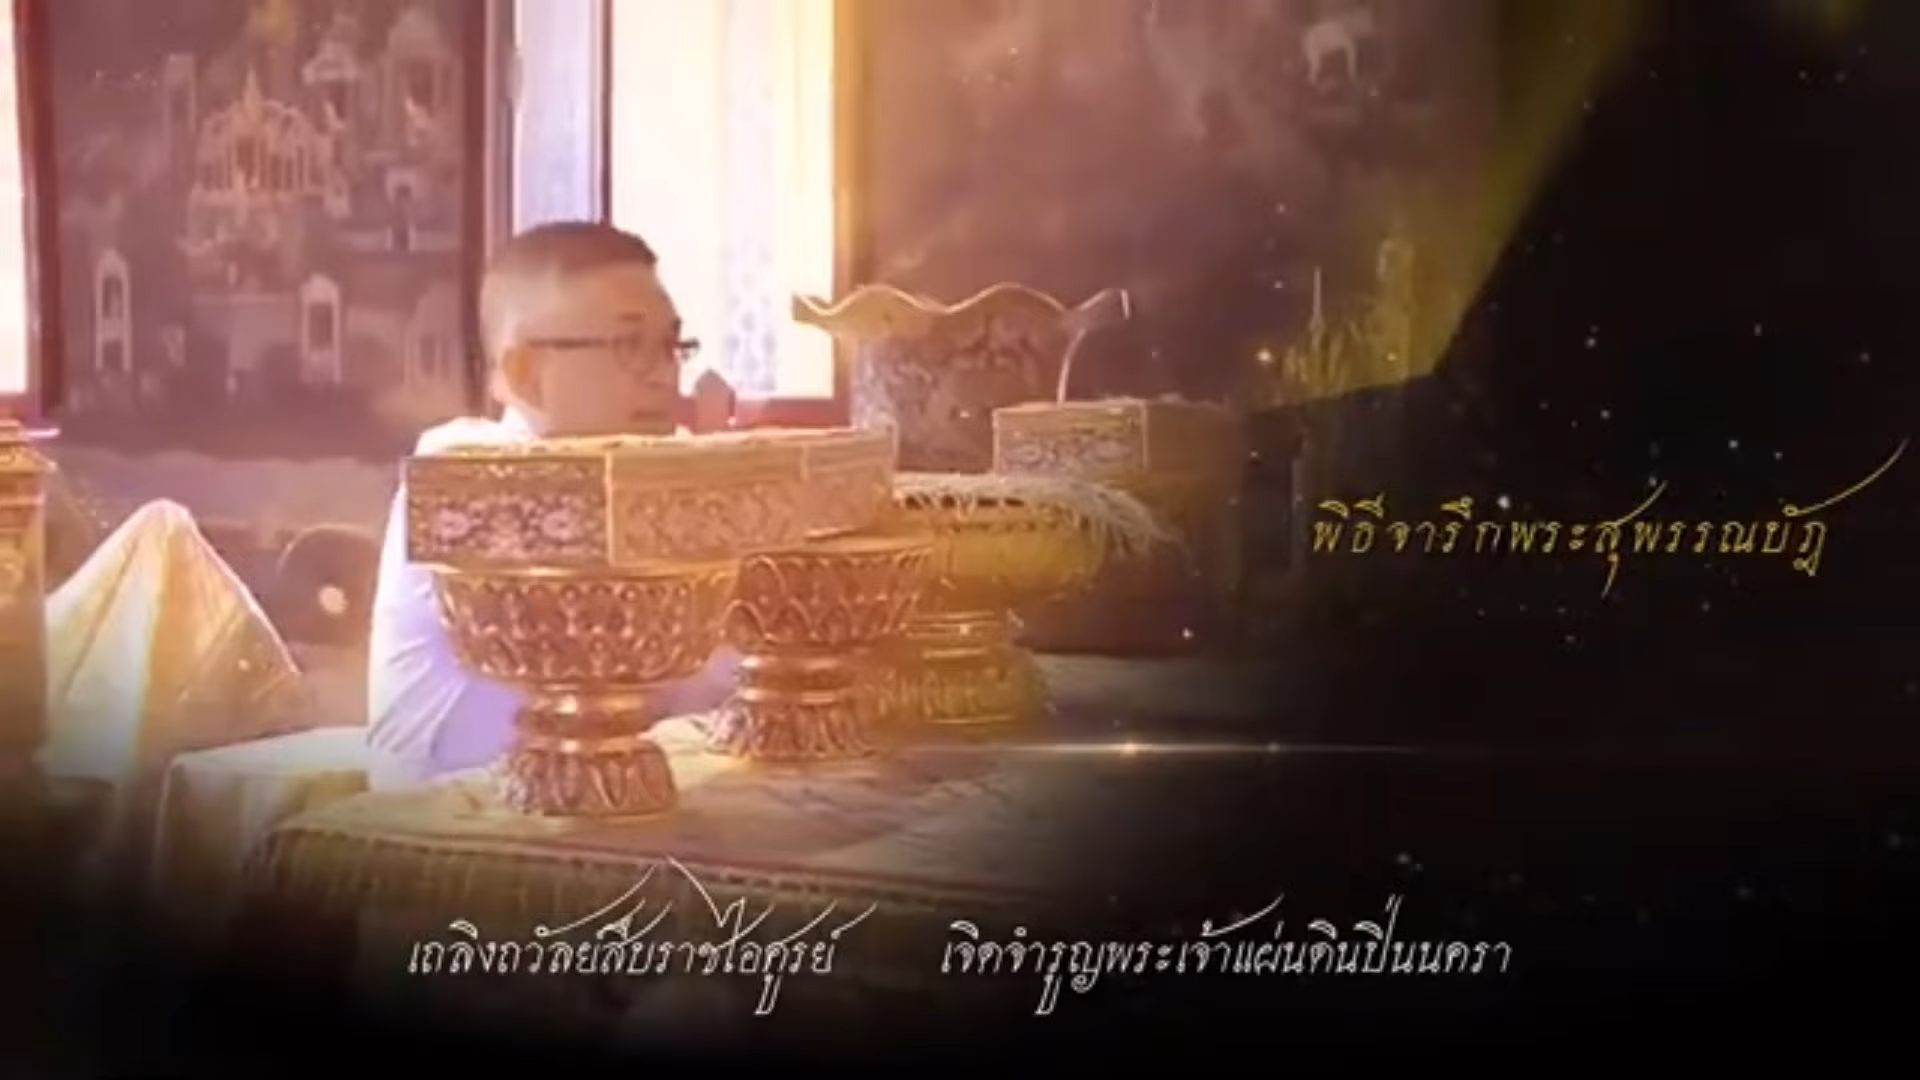 พิธีจารึกพระสุพรรณบัฏ
เถลิงถวัลย์สืบราชไอศูรย์ เจิดจำรูญพระเจ้าแผ่นดินปิ่นนครา